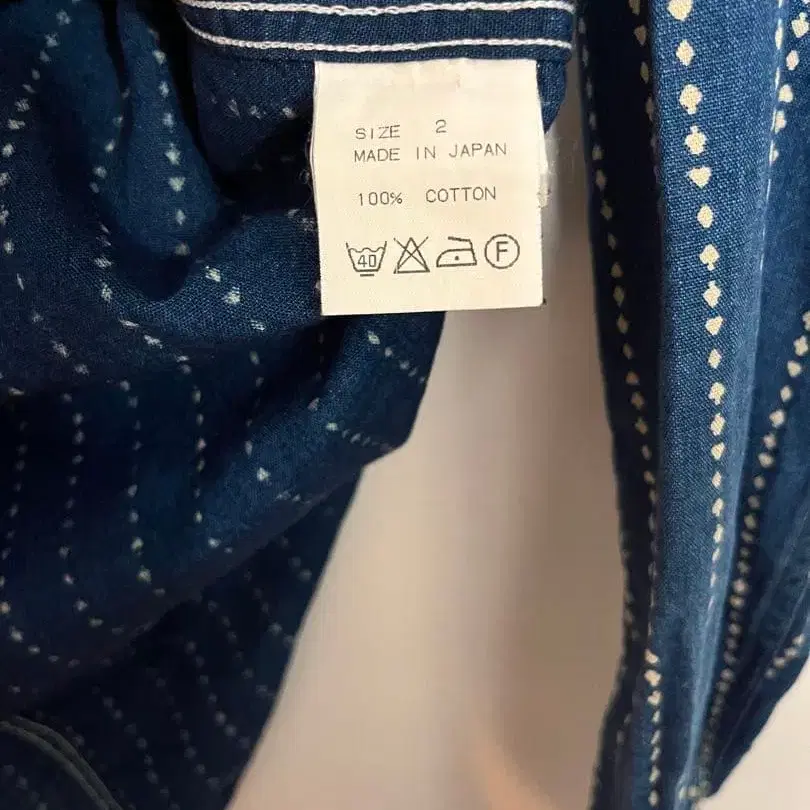 SIZE 2
MADE IN JAPAN
100% COTTON
40 F